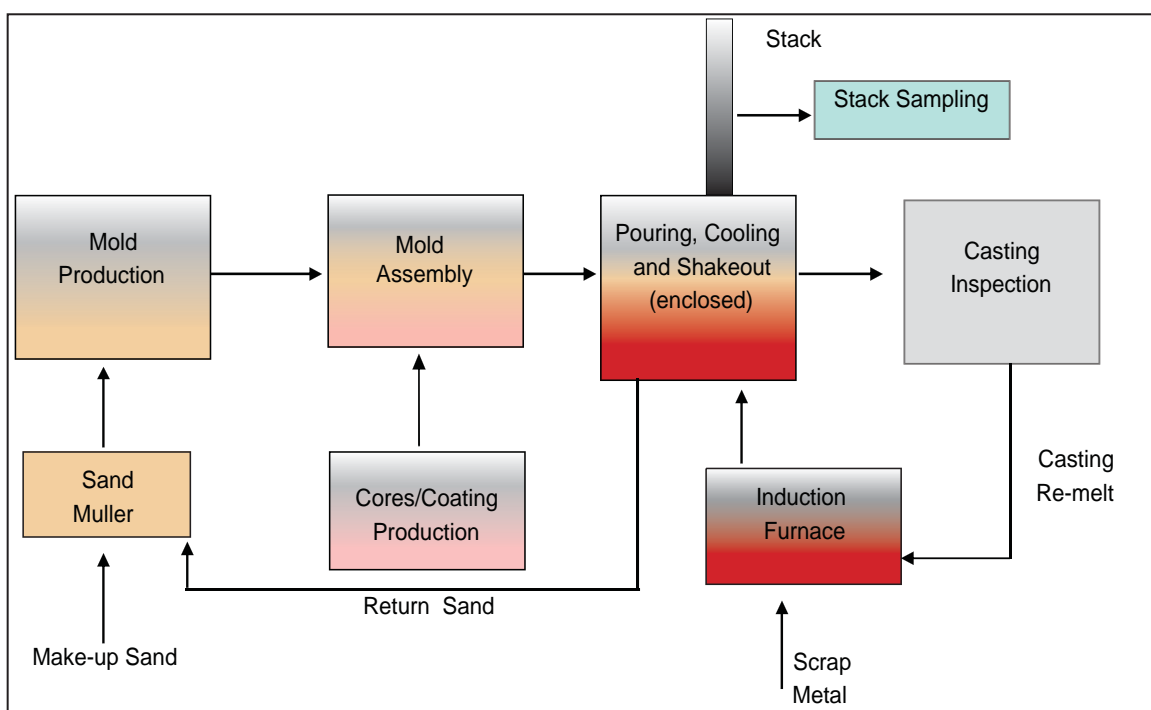 Stack
Stack Sampling
Mold
Production
Mold
Assembly
Pouring, Cooling
and Shakeout
(enclosed)
Casting
Inspection
Sand
Muller
Cores/Coating
Production
Induction
Furnace
Casting
Re-melt
Return Sand
Make-up Sand
Scrap
Metal